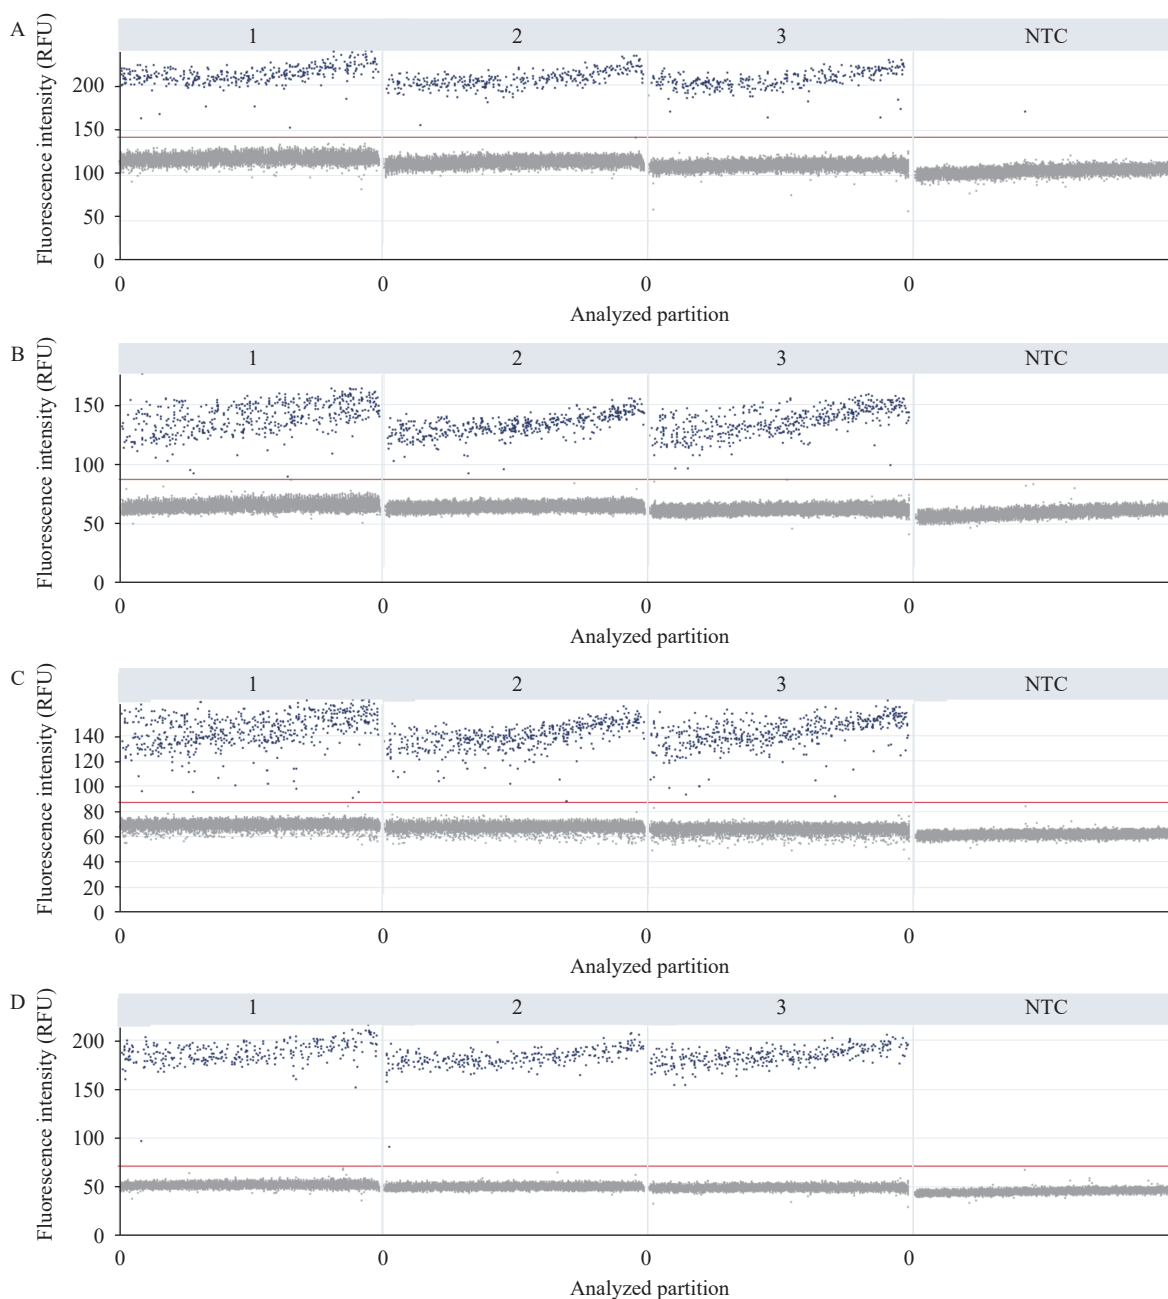 A
Fluorescence intensity (RFU)
1 2 3 NTC
200
150
100
50
0
0 0 0 0
Analyzed partition
B
Fluorescence intensity (RFU)
1 2 3 NTC
150
100
50
0
0 0 0 0
Analyzed partition
C
Fluorescence intensity (RFU)
1 2 3 NTC
140
120
100
80
60
40
20
0
0 0 0 0
Analyzed partition
D
Fluorescence intensity (RFU)
1 2 3 NTC
200
150
100
50
0
0 0 0 0
Analyzed partition